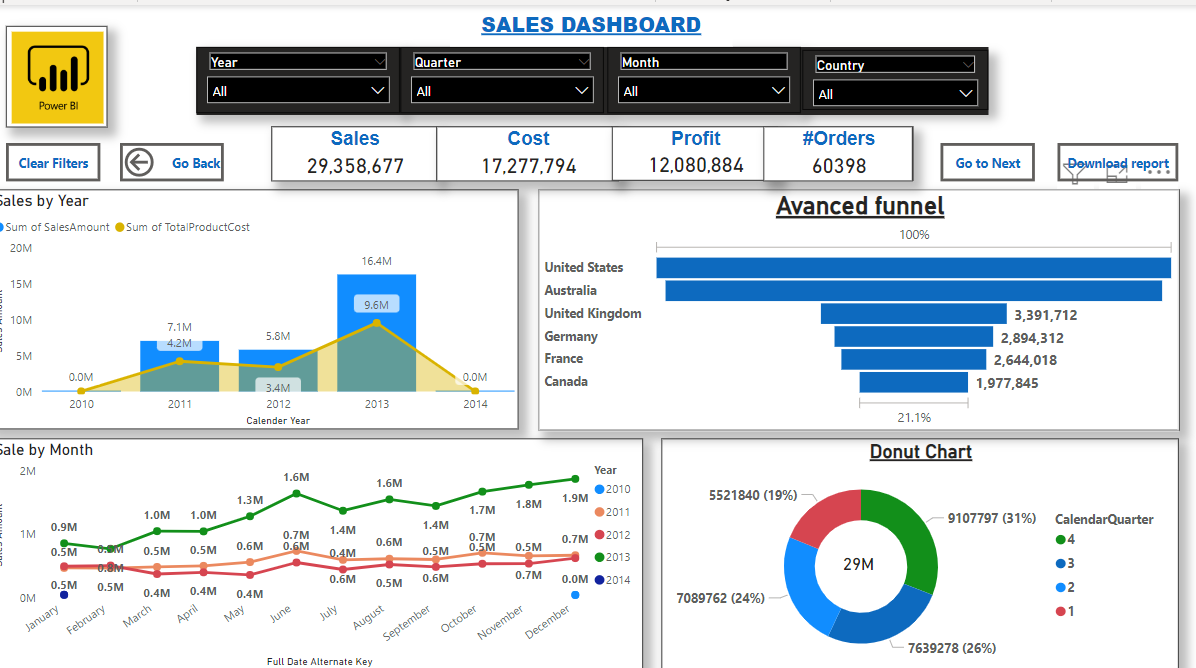 SALES DASHBOARD
Power BI
Year
Quarter
Month
Country
All
All
All
All
Clear Filters
Go Back
Sales
29,358,677
Cost
17,277,794
Profit
12,080,884
#Orders
60398
Go to Next
Download report
Sales by Year
Sum of SalesAmount
Sum of TotalProductCost
20M
15M
10M
5M
0M
0.0M
7.1M
4.2M
5.8M
3.4M
16.4M
9.6M
0.0M
2010
2011
2012
2013
2014
Calender Year
Avanced funnel
100%
United States
Australia
United Kingdom
3,391,712
Germany
2,894,312
France
2,644,018
Canada
1,977,845
21.1%
Sale by Month
2M
1M
0M
0.9M
1.0M
1.0M
1.3M
1.6M
1.4M
1.6M
1.4M
1.7M
1.8M
1.9M
0.5M
0.5M
0.5M
0.6M
0.7M
0.6M
0.4M
0.6M
0.5M
0.7M
0.5M
0.5M
0.7M
0.5M
0.5M
0.4M
0.4M
0.4M
0.6M
0.5M
0.6M
0.7M
0.0M
January
February
March
April
May
June
July
August
September
October
November
December
Full Date Alternate Key
Year
2010
2011
2012
2013
2014
Donut Chart
5521840 (19%)
9107797 (31%)
29M
7089762 (24%)
7639278 (26%)
CalendarQuarter
4
3
2
1